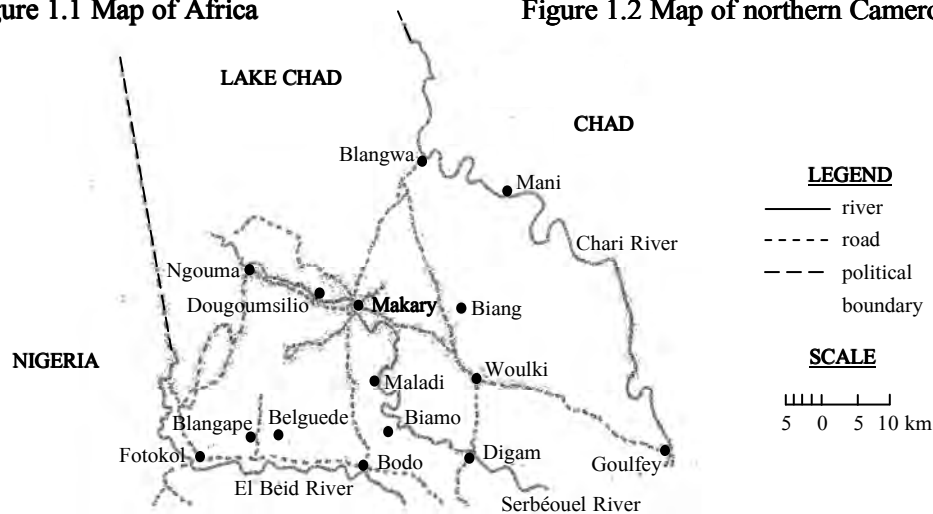 gure 1.1 Map of Africa
Figure 1.2 Map of northern Camero
LAKE CHAD
CHAD
Blangwa
Mani
LEGEND
river
road
political
boundary
Chari River
Ngouma
Dougoumsilio
Makary
Biang
NIGERIA
SCALE
5 0 5 10 km
Woulki
Maladi
Blangape
Belguede
Biamo
Fotokol
Bodo
Digam
Goulfey
El Beid River
Serbéouel River